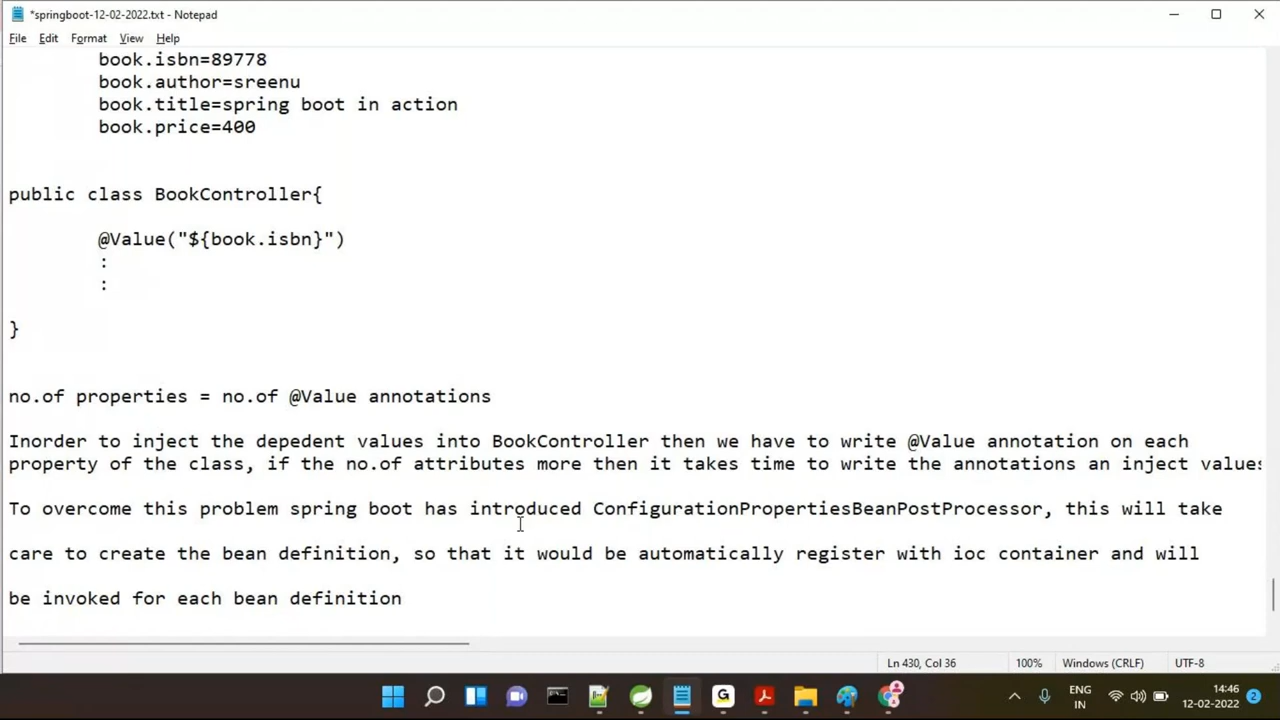 *springboot-12-02-2022.txt - Notepad
File Edit Format View Help
book.isbn=89778
book.author=sreenu
book.title=spring boot in action
book.price=400
public class BookController{
@Value("${book.isbn}")
:
:
}
no.of properties = no.of @Value annotations
Inorder to inject the depedent values into BookController then we have to write @Value annotation on each
property of the class, if the no.of attributes more then it takes time to write the annotations an inject values
To overcome this problem spring boot has introduced ConfigurationPropertiesBeanPostProcessor, this will take
care to create the bean definition, so that it would be automatically register with ioc container and will
be invoked for each bean definition
Ln 430, Col 36 100% Windows (CRLF) UTF-8
ENG 14:46
IN 12-02-2022 2